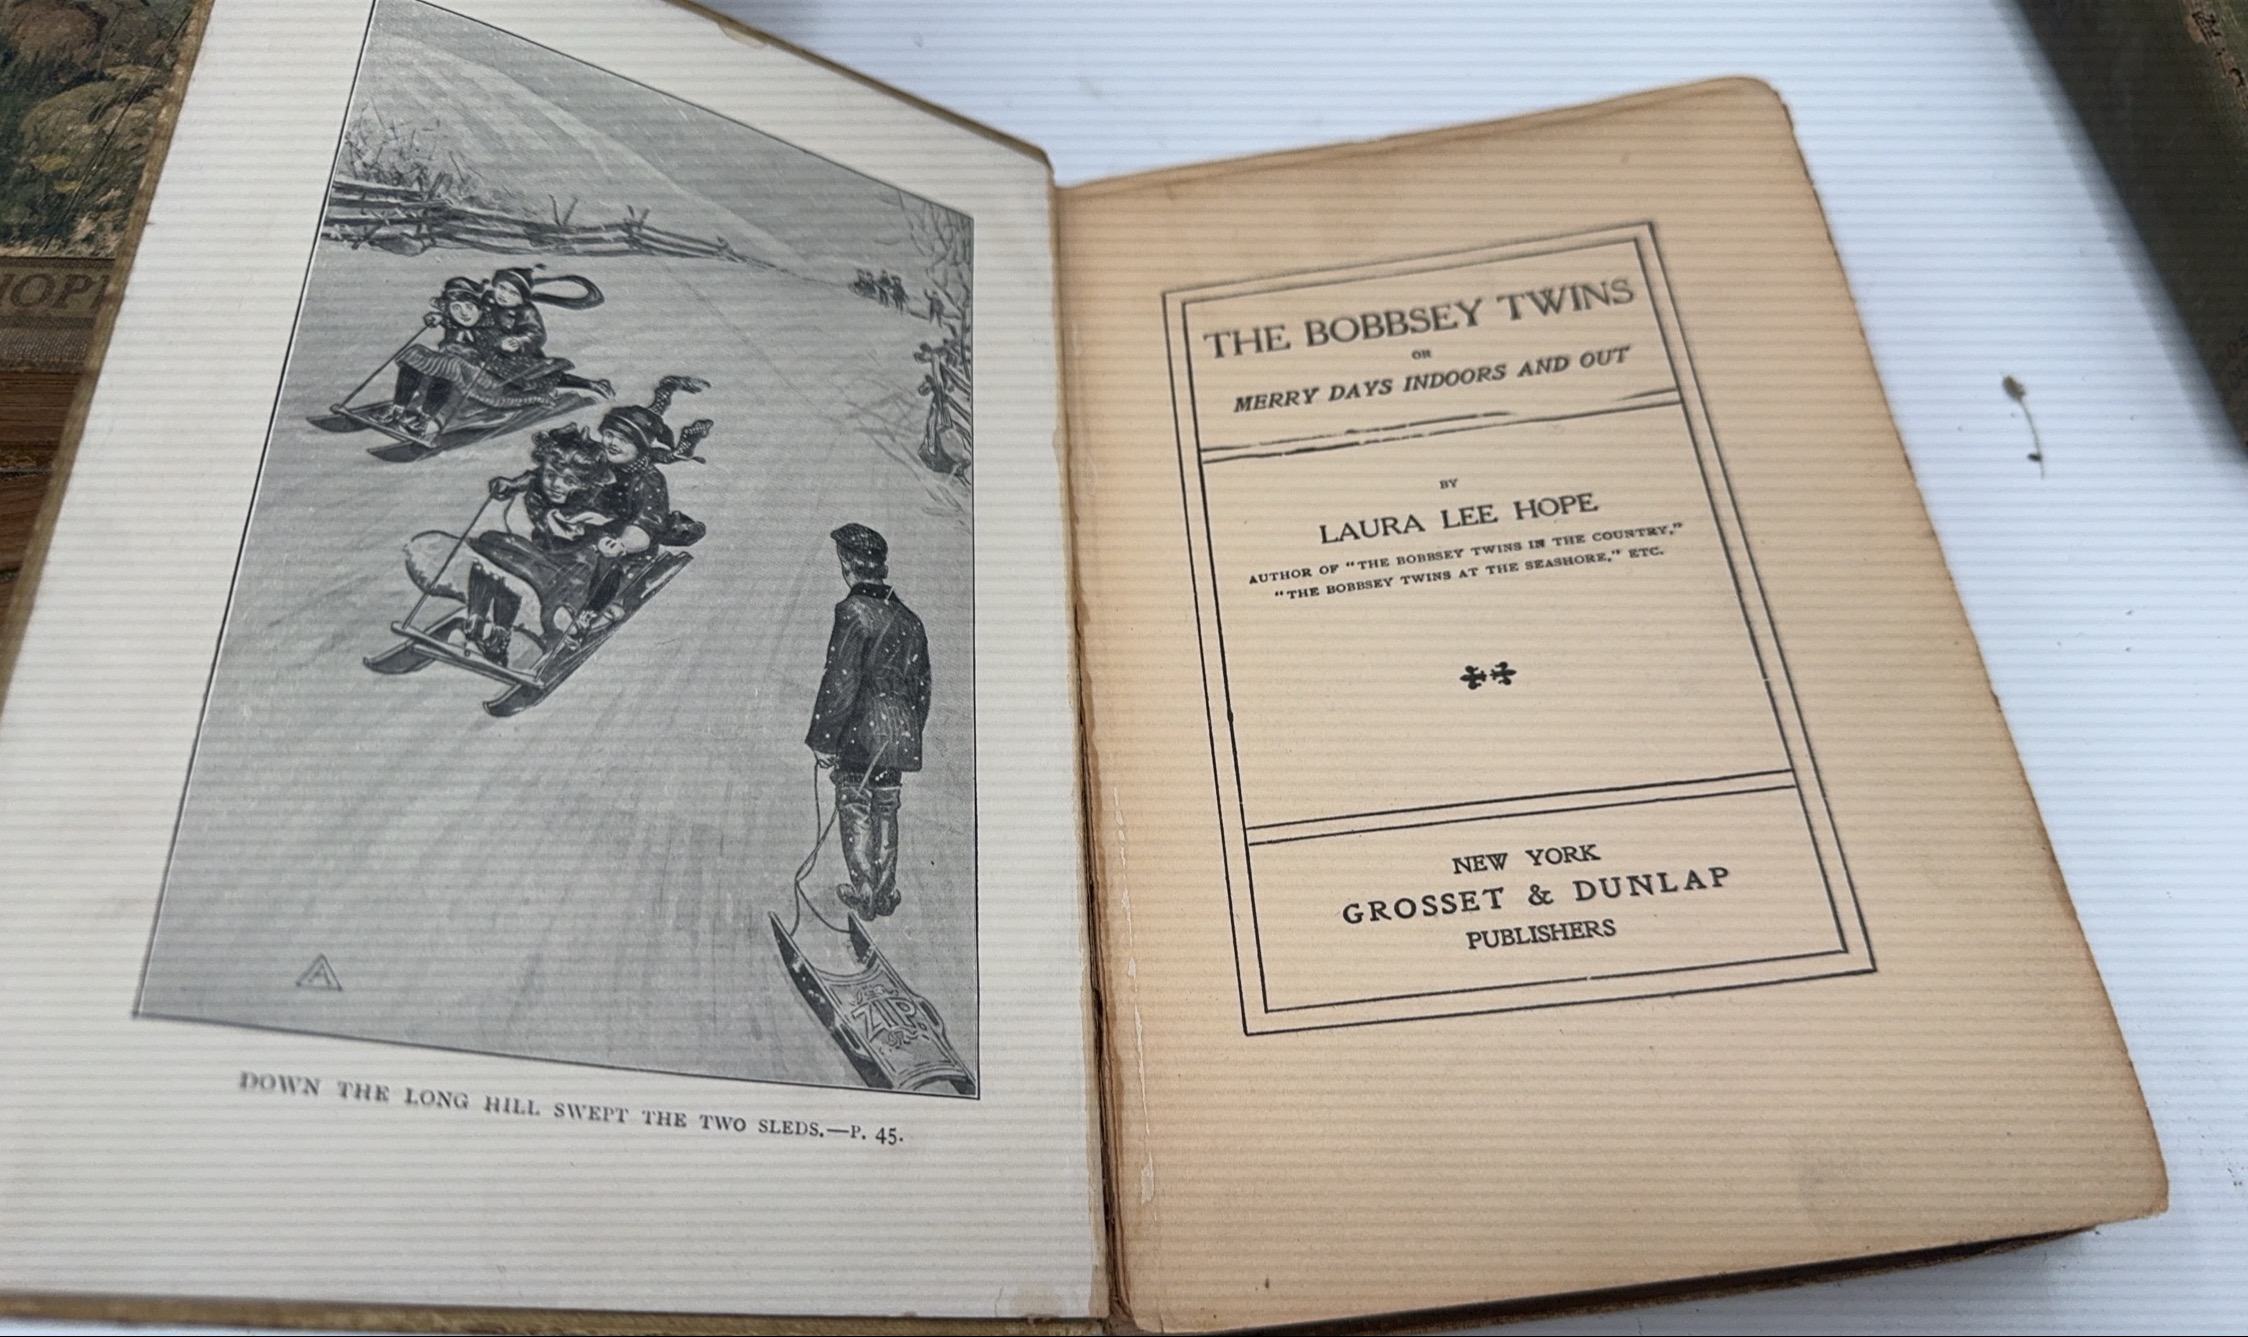 HOPE
ZIP
DOWN THE LONG HILL SWEPT THE TWO SLEDS.—P. 45.
THE BOBBSEY TWINS
OR
MERRY DAYS INDOORS AND OUT
BY
LAURA LEE HOPE
AUTHOR OF "THE BOBBSEY TWINS IN THE COUNTRY,"
"THE BOBBSEY TWINS AT THE SEASHORE," ETC.
NEW YORK
GROSSET & DUNLAP
PUBLISHERS